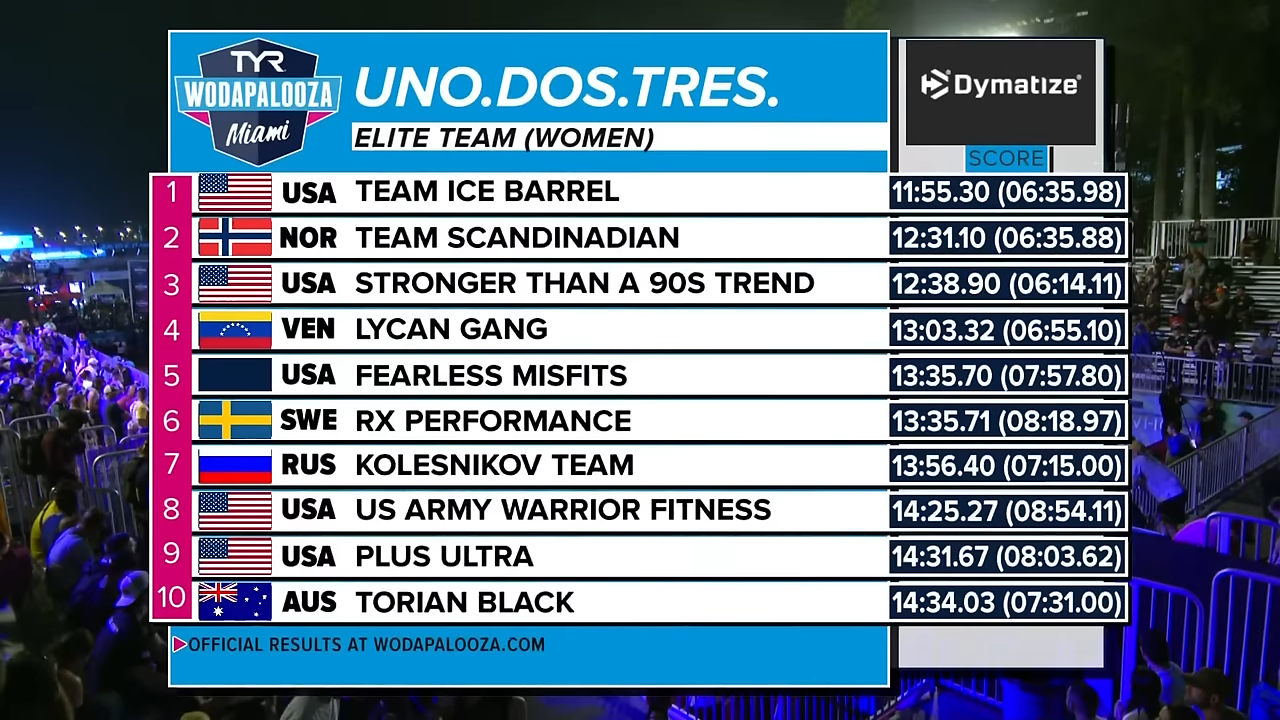 TYR
WODAPALOOZA
Miami
UNO.DOS.TRES.
ELITE TEAM (WOMEN)
Dymatize®
SCORE
1 USA TEAM ICE BARREL 11:55.30 (06:35.98)
2 NOR TEAM SCANDINADIAN 12:31.10 (06:35.88)
3 USA STRONGER THAN A 90S TREND 12:38.90 (06:14.11)
4 VEN LYCAN GANG 13:03.32 (06:55.10)
5 USA FEARLESS MISFITS 13:35.70 (07:57.80)
6 SWE RX PERFORMANCE 13:35.71 (08:18.97)
7 RUS KOLESNIKOV TEAM 13:56.40 (07:15.00)
8 USA US ARMY WARRIOR FITNESS 14:25.27 (08:54.11)
9 USA PLUS ULTRA 14:31.67 (08:03.62)
10 AUS TORIAN BLACK 14:34.03 (07:31.00)
OFFICIAL RESULTS AT WODAPALOOZA.COM